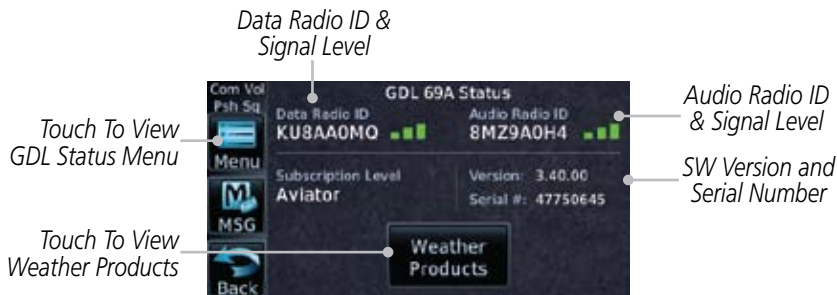 Data Radio ID &
Signal Level
Touch To View
GDL Status Menu
Touch To View
Weather Products
Com Vol
Psh Sq
Menu
MSG
Back
GDL 69A Status
Data Radio ID
KU8AA0MQ
Audio Radio ID
8MZ9A0H4
Subscription Level
Aviator
Version: 3.40.00
Serial #: 47750645
Weather
Products
Audio Radio ID
& Signal Level
SW Version and
Serial Number